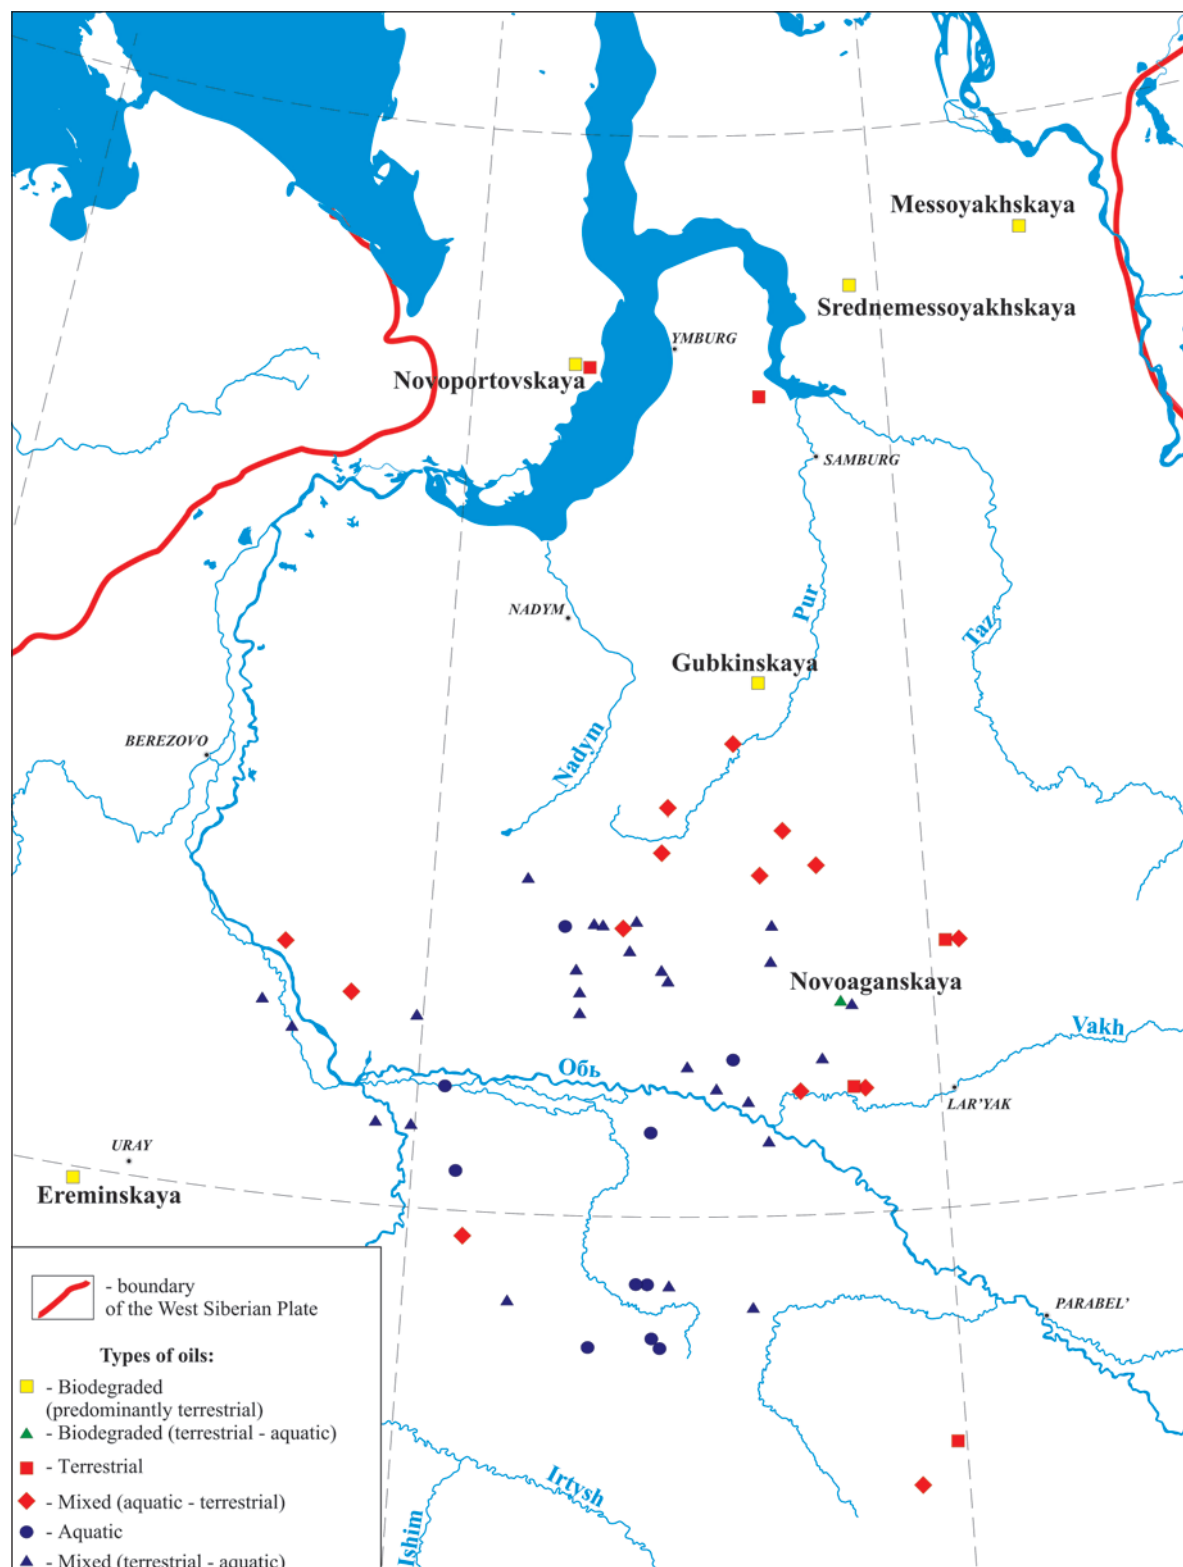 Messoyakhskaya
Srednemessoyakhskaya
YMBURG
Novoportovskaya
SAMBURG
Pur
NADYM
Taz
Gubkinskaya
Nadym
BEREZOVO
Novoaganskaya
Vakh
Обь
LAR'YAK
URAY
Ereminskaya
- boundary
of the West Siberian Plate
PARABEL'
Types of oils:
- Biodegraded
(predominantly terrestrial)
- Biodegraded (terrestrial - aquatic)
- Terrestrial
- Mixed (aquatic - terrestrial)
- Aquatic
- Mixed (terrestrial - aquatic)
Irtysh
Ishim